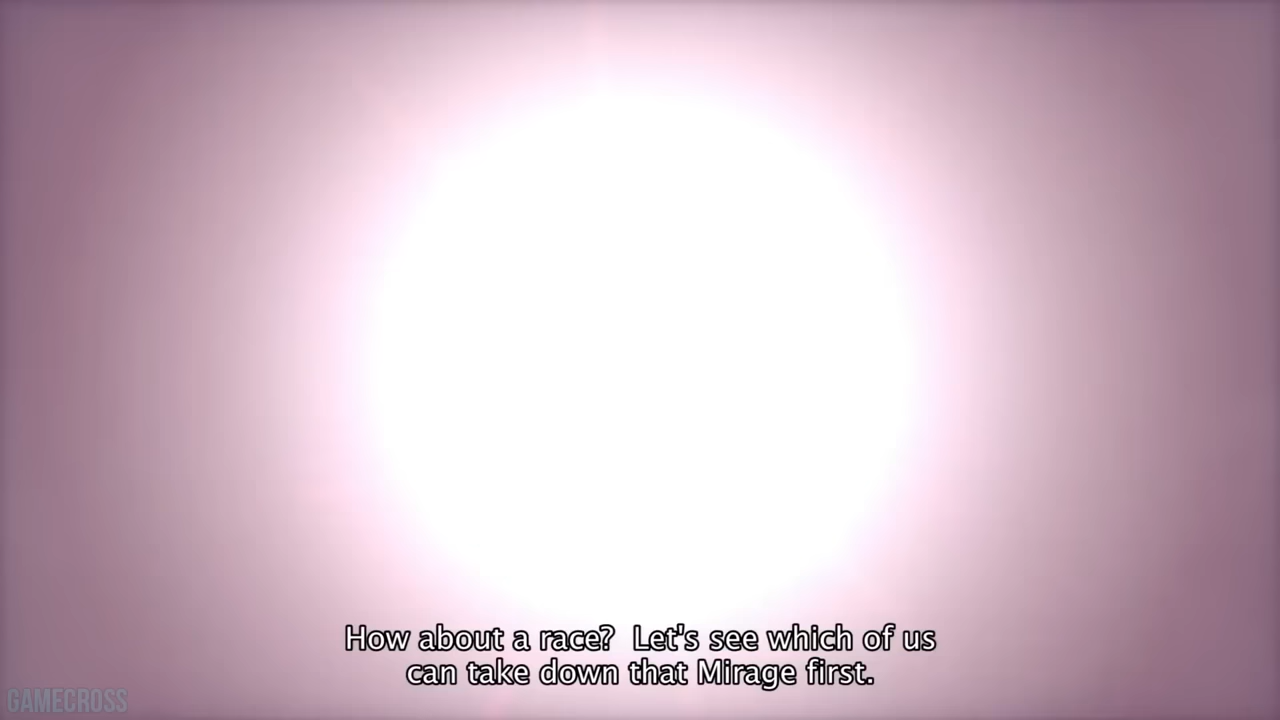 How about a race?  Let's see which of us
can take down that Mirage first.
GAMECROSS